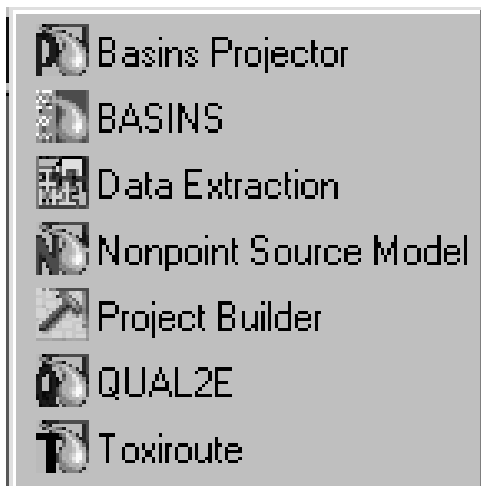 Basins Projector
BASINS
Data Extraction
Nonpoint Source Model
Project Builder
QUAL2E
Toxiroute